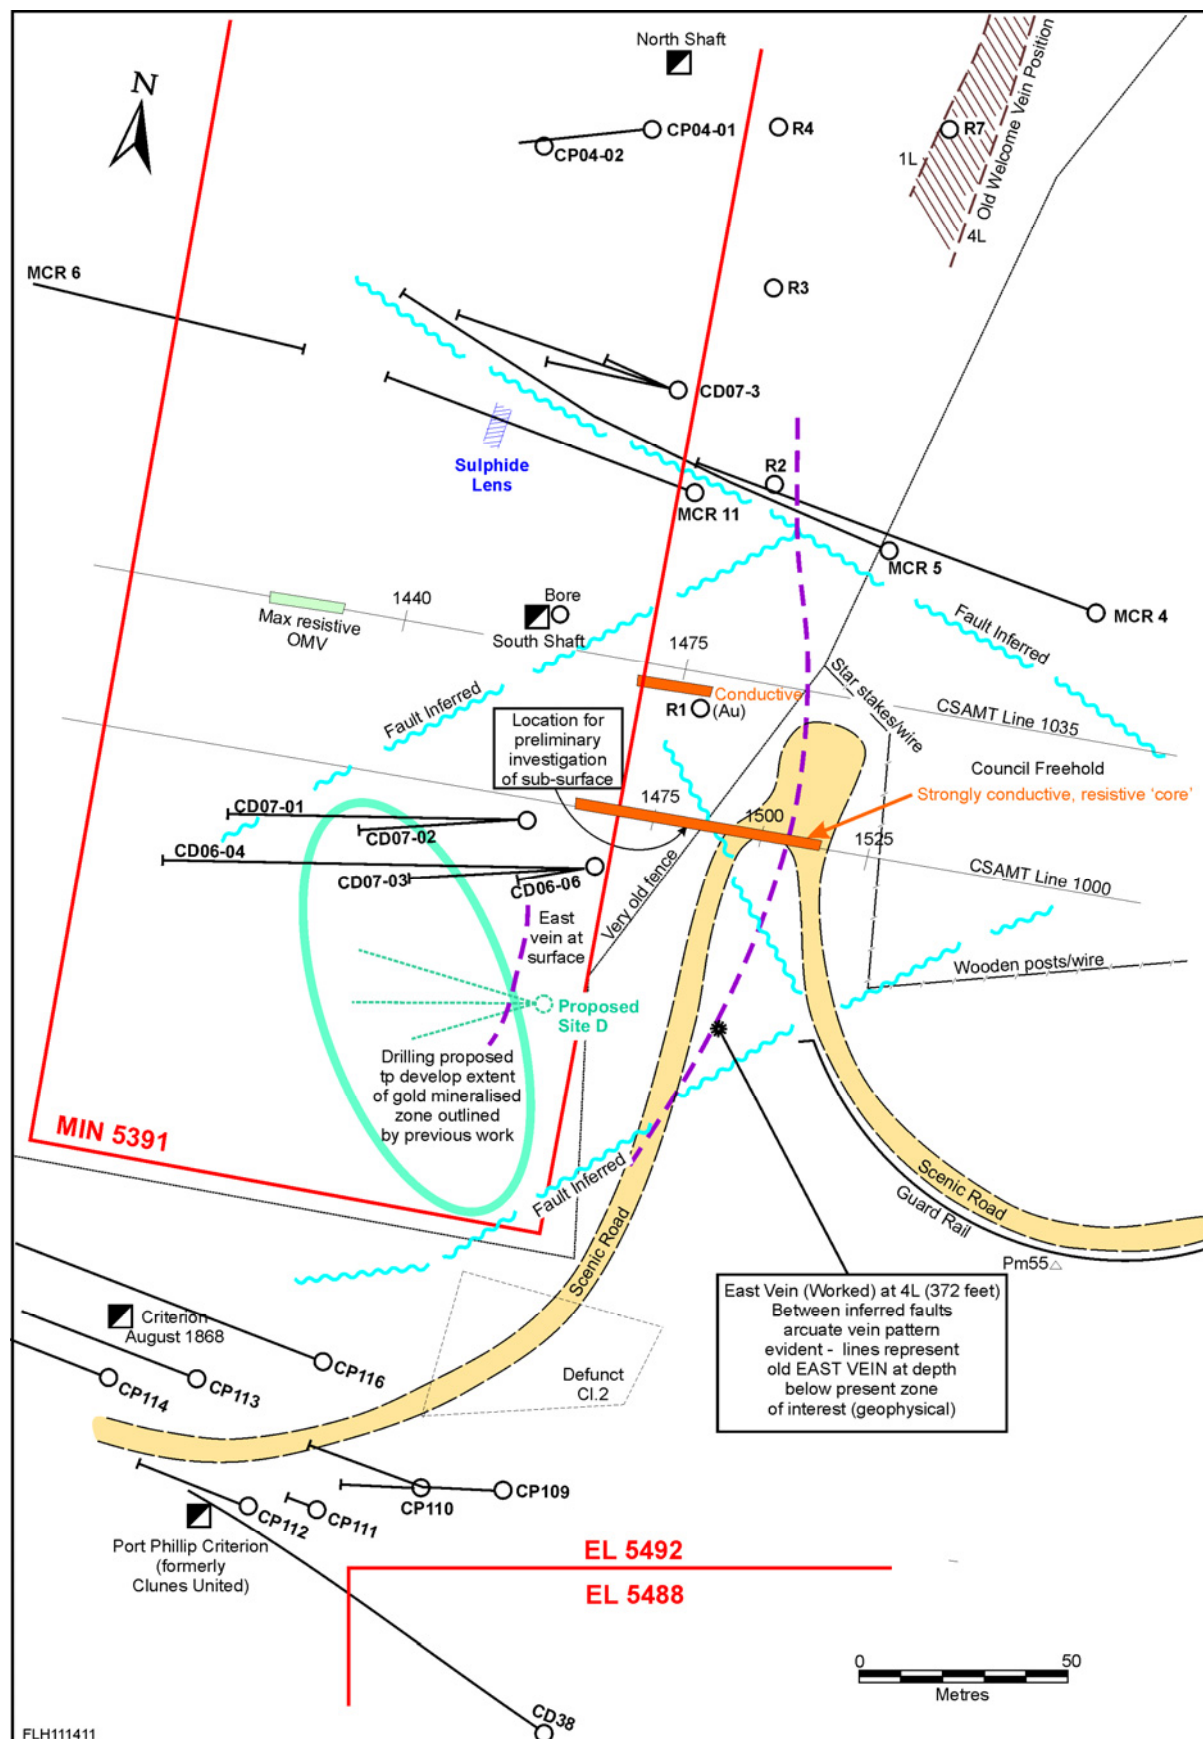 North Shaft
N
CP04-01
R4
R7
CP04-02
1L
Old Welcome Vein Position
4L
MCR 6
R3
CD07-3
Sulphide
Lens
R2
MCR 11
MCR 5
MCR 4
1440
Bore
South Shaft
Max resistive
OMV
1475
Fault Inferred
Fault Inferred
Conductive
R1
(Au)
Star stakes/wire
CSAMT Line 1035
Location for
preliminary
investigation
of sub-surface
Council Freehold
Strongly conductive, resistive 'core'
1475
1500
1525
CD07-01
CD07-02
CD06-04
CD07-03
CD06-06
CSAMT Line 1000
Very old fence
East
vein at
surface
Wooden posts/wire
Proposed
Site D
Drilling proposed
tp develop extent
of gold mineralised
zone outlined
by previous work
MIN 5391
Fault Inferred
Scenic Road
Scenic Road
Guard Rail
Pm55
East Vein (Worked) at 4L (372 feet)
Between inferred faults
arcuate vein pattern
evident - lines represent
old EAST VEIN at depth
below present zone
of interest (geophysical)
Criterion
August 1868
CP116
CP113
CP114
Defunct
Cl.2
CP109
CP110
CP111
CP112
Port Phillip Criterion
(formerly
Clunes United)
EL 5492
EL 5488
0 50
Metres
CD38
FLH111411